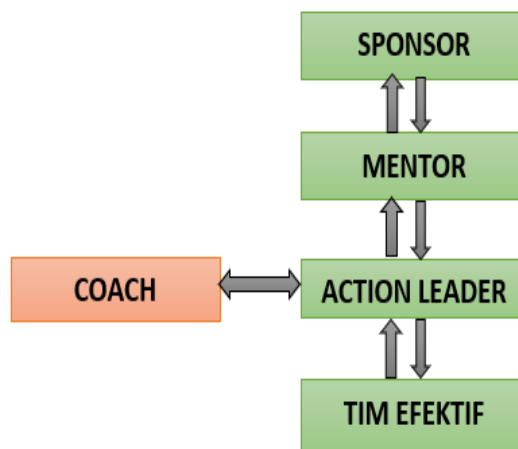 SPONSOR
MENTOR
COACH
ACTION LEADER
TIM EFEKTIF